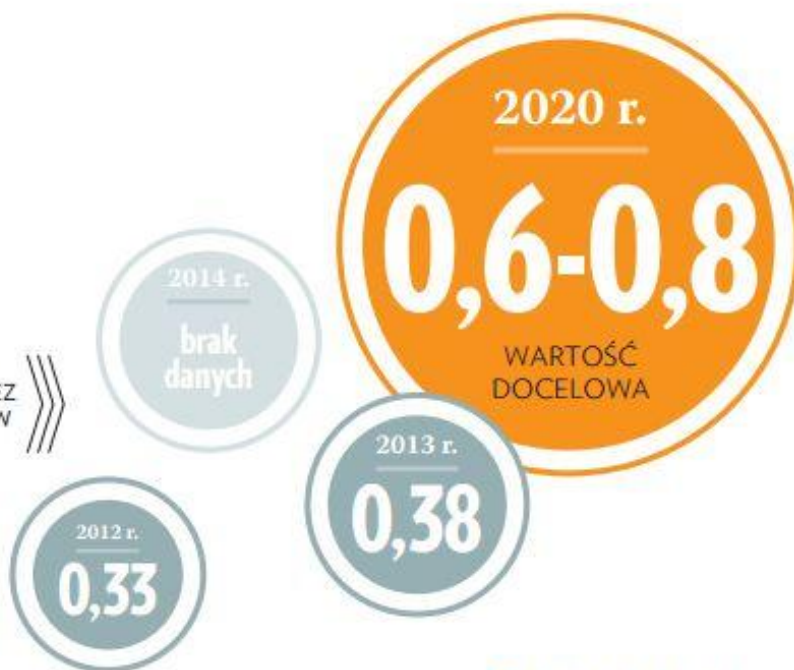 2020 r.
0,6-0,8
WARTOŚĆ
DOCELOWA
2014 r.
brak
danych
2013 r.
0,38
2012 r.
0,33